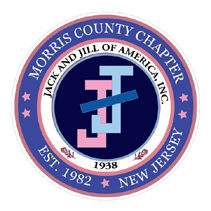 MORRIS COUNTY CHAPTER
JACK AND JILL OF AMERICA, INC.
JJ
1938
EST. 1982 ★ NEW JERSEY